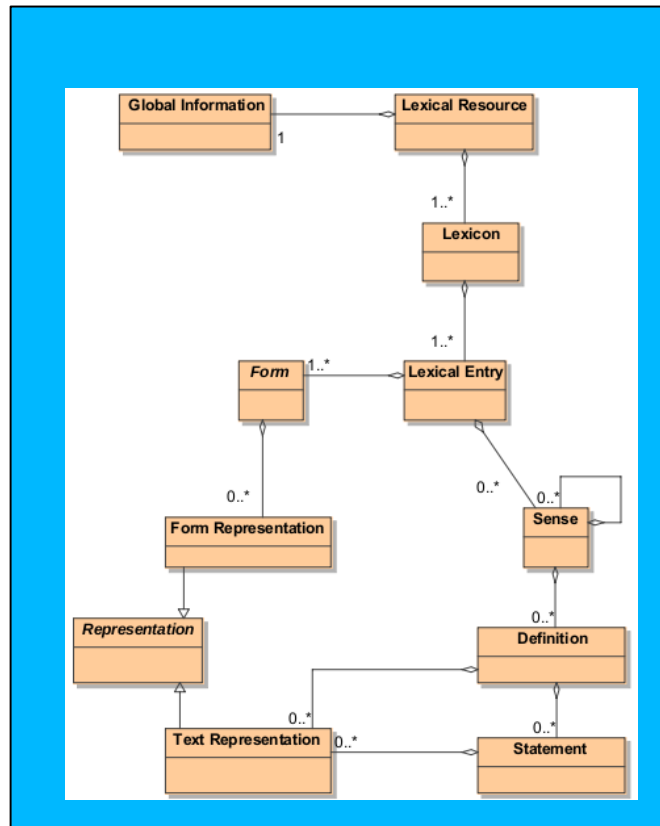 Global Information
Lexical Resource
1
1..*
Lexicon
1..*
Form
1..*
Lexical Entry
0..*
0..*
0..*
Form Representation
Sense
Representation
0..*
Definition
0..*
0..*
Text Representation
0..*
Statement